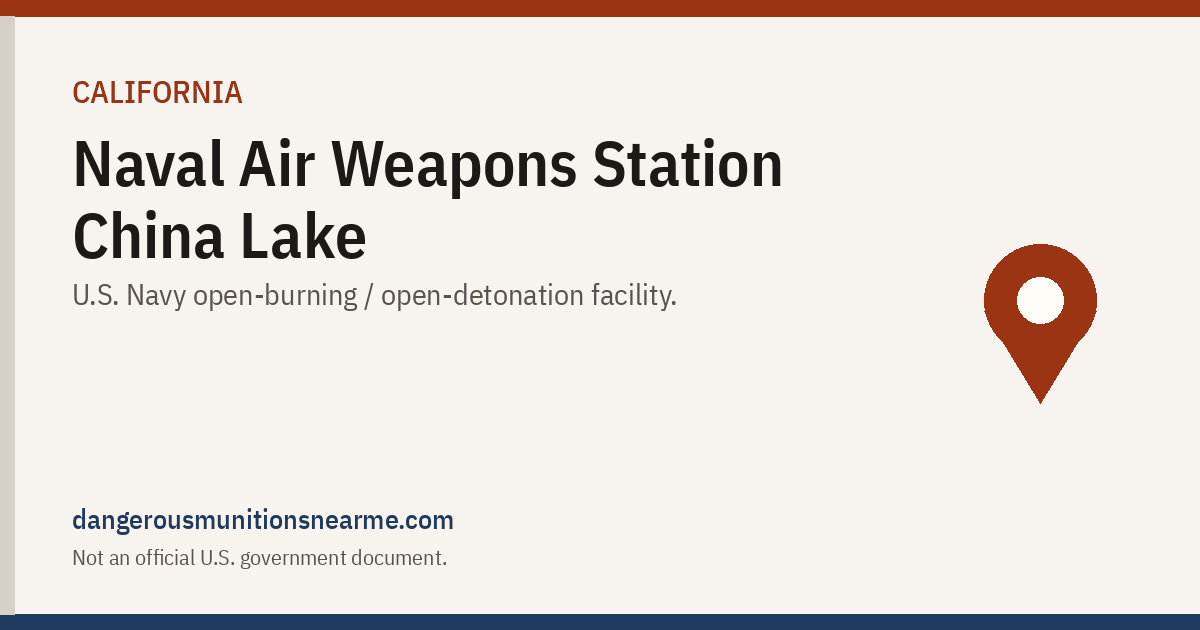 CALIFORNIA
Naval Air Weapons Station
China Lake
U.S. Navy open-burning / open-detonation facility.
dangerousmunitionsnearme.com
Not an official U.S. government document.